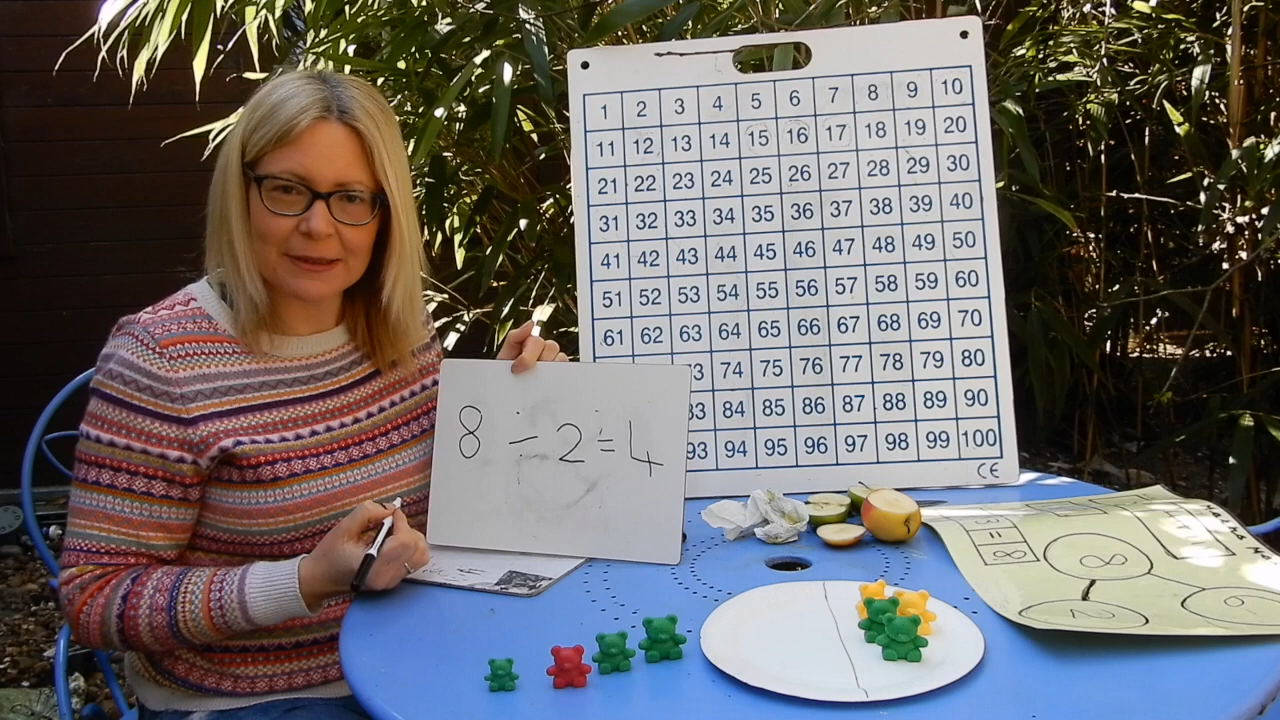 1 2 3 4 5 6 7 8 9 10
11 12 13 14 15 16 17 18 19 20
21 22 23 24 25 26 27 28 29 30
31 32 33 34 35 36 37 38 39 40
41 42 43 44 45 46 47 48 49 50
51 52 53 54 55 56 57 58 59 60
61 62 63 64 65 66 67 68 69 70
74 75 76 77 78 79 80
84 85 86 87 88 89 90
93 94 95 96 97 98 99 100
CE
8 ÷ 2 = 4
3 = 8
8